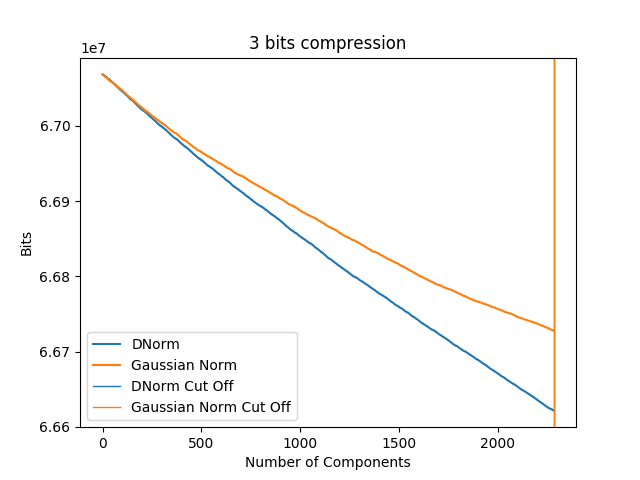 3 bits compression
1e7
6.70
6.69
6.68
6.67
6.66
Bits
0 500 1000 1500 2000
Number of Components
DNorm
Gaussian Norm
DNorm Cut Off
Gaussian Norm Cut Off